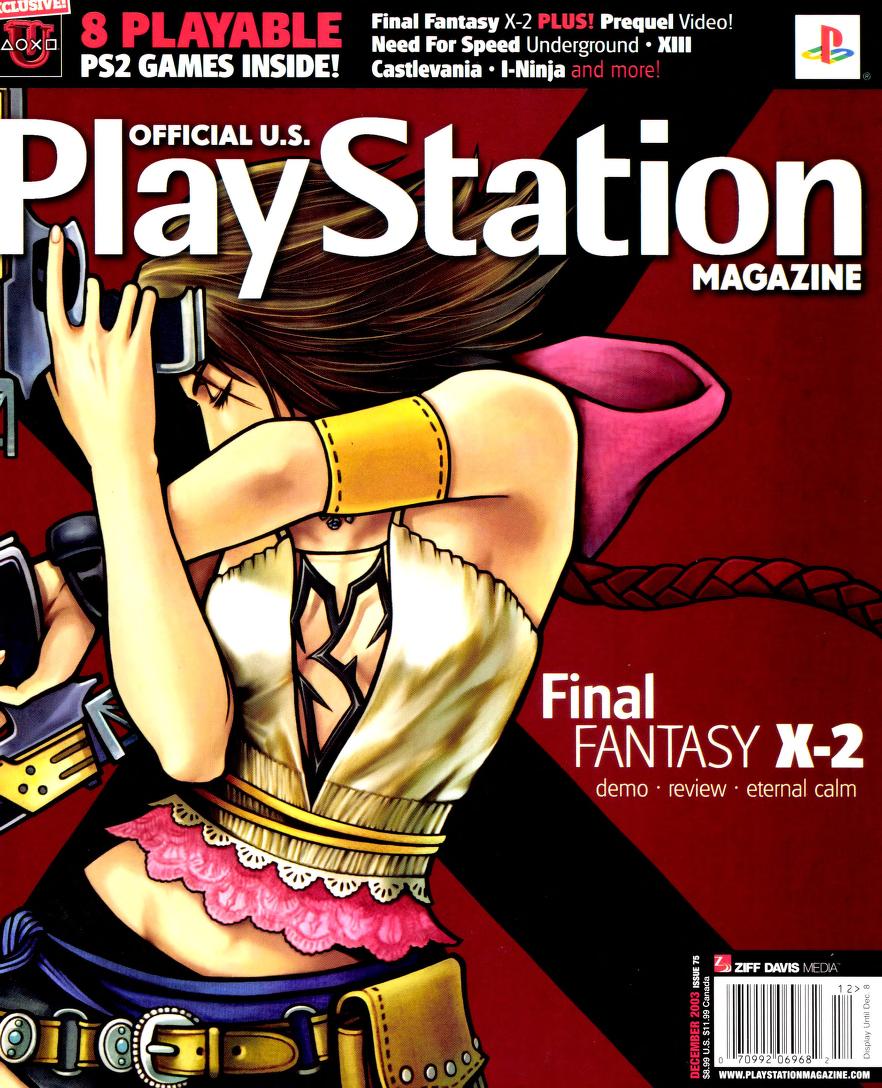 8 PLAYABLE
PS2 GAMES INSIDE!
Final Fantasy X-2 PLUS! Prequel Video!
Need For Speed Underground · XIII
Castlevania · I-Ninja and more!
OFFICIAL U.S.
PlayStation
MAGAZINE
Final
FANTASY X-2
demo · review · eternal calm
DECEMBER 2003 ISSUE 75
$8.99 U.S. $11.99 Canada
ZIFF DAVIS MEDIA
12>
0 70992 06968 2
Display Until Dec. 8
WWW.PLAYSTATIONMAGAZINE.COM